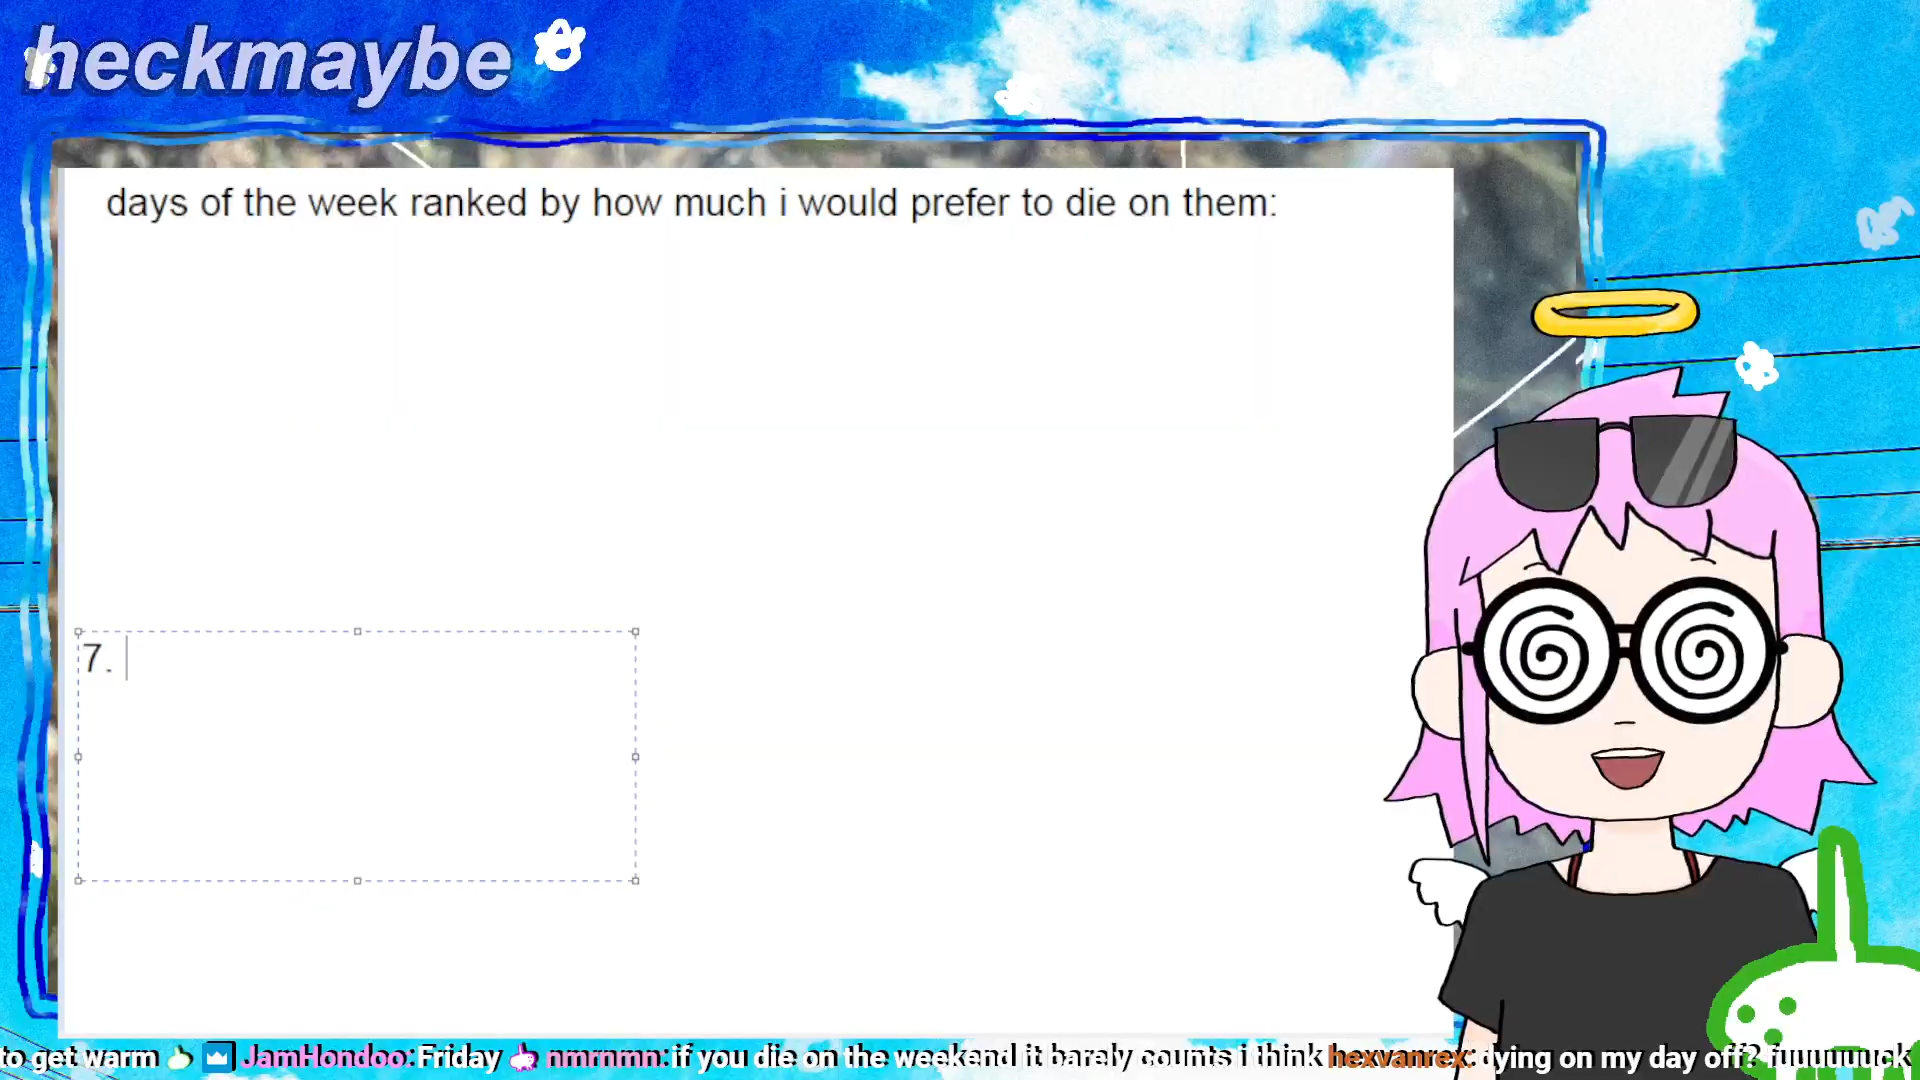 heckmaybe
days of the week ranked by how much i would prefer to die on them:
7.
to get warm JamHondoo: Friday nmrnmn: if you die on the weekend it barely counts i think hexvanrex: dying on my day off? fuuuuuuck